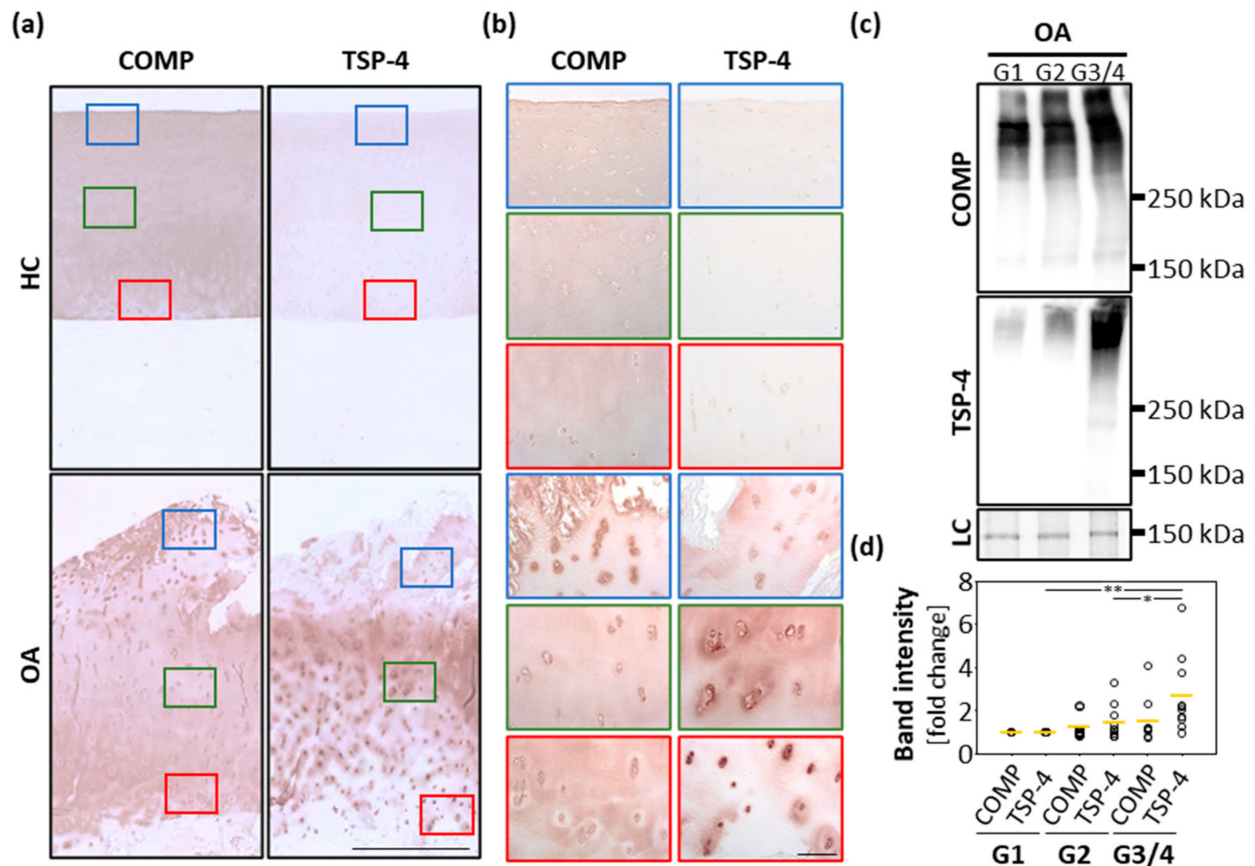 (a)
COMP
TSP-4
HC
OA
(b)
COMP
TSP-4
(c)
OA
G1 G2 G3/4
COMP
250 kDa
150 kDa
TSP-4
250 kDa
150 kDa
LC
150 kDa
(d)
Band intensity
[fold change]
8
6
4
2
0
**
*
COMP
TSP-4
COMP
TSP-4
COMP
TSP-4
G1
G2
G3/4